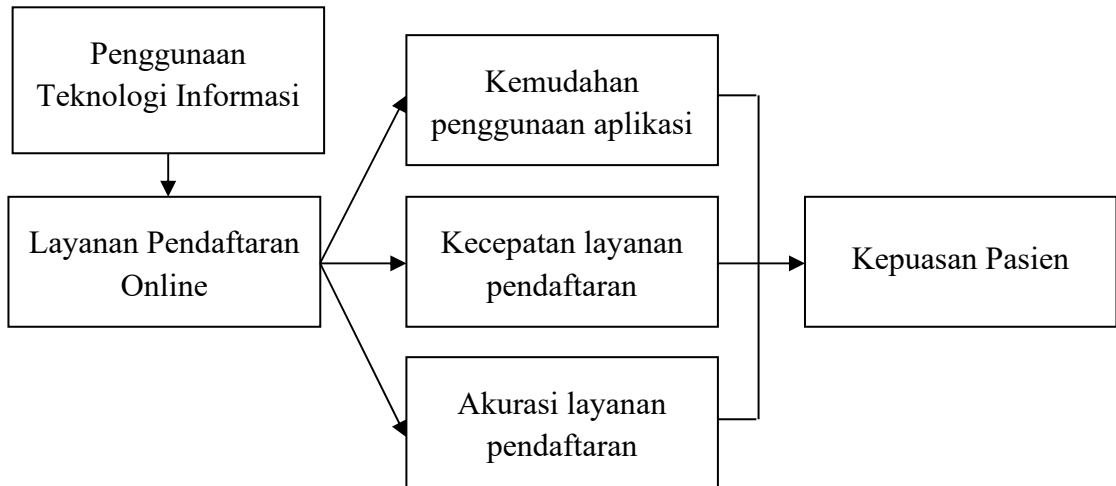 Penggunaan
Teknologi Informasi
Layanan Pendaftaran
Online
Kemudahan
penggunaan aplikasi
Kecepatan layanan
pendaftaran
Akurasi layanan
pendaftaran
Kepuasan Pasien